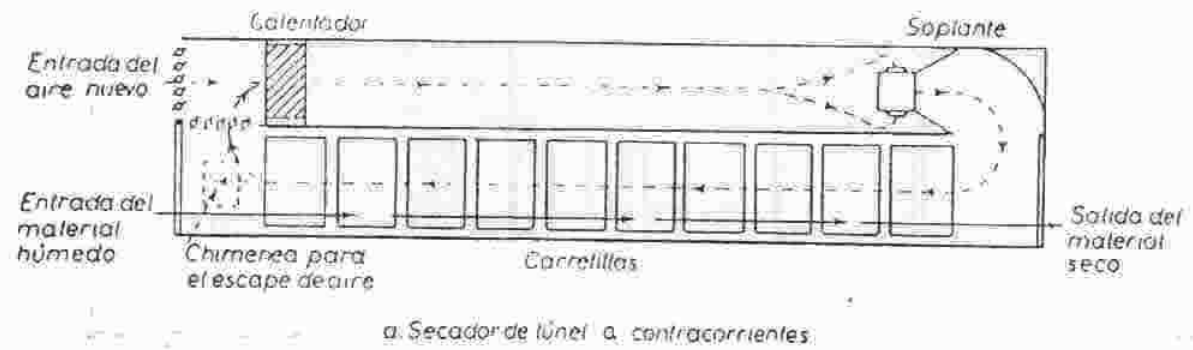 Calentador
Soplante
Entrada del
aire nuevo
Entrada del
material
húmedo
Chimenea para
el escape de aire
Carretillas
Salida del
material
seco
a. Secador de túnel a contracorrientes